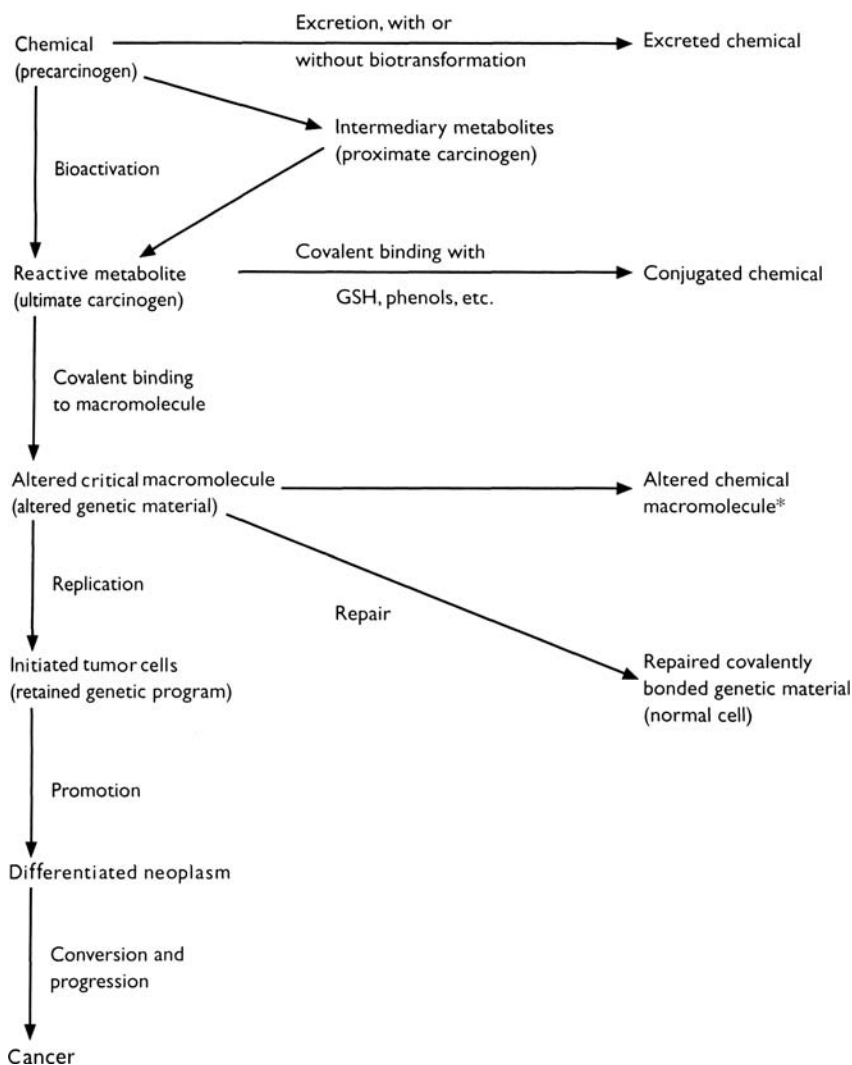 Excretion, with or
Chemical
Excreted chemical
(precarcinogen)
without biotransformation
Intermediary metabolites
(proximate carcinogen)
Bioactivation
Covalent binding with
Reactive metabolite
Conjugated chemical
(ultimate carcinogen)
GSH, phenols, etc.
Covalent binding
to macromolecule
Altered critical macromolecule
(altered genetic material)
Altered chemical
macromolecule*
Replication
Repair
Initiated tumor cells
(retained genetic program)
Repaired covalently
bonded genetic material
(normal cell)
Promotion
Differentiated neoplasm
Conversion and
progression
Cancer